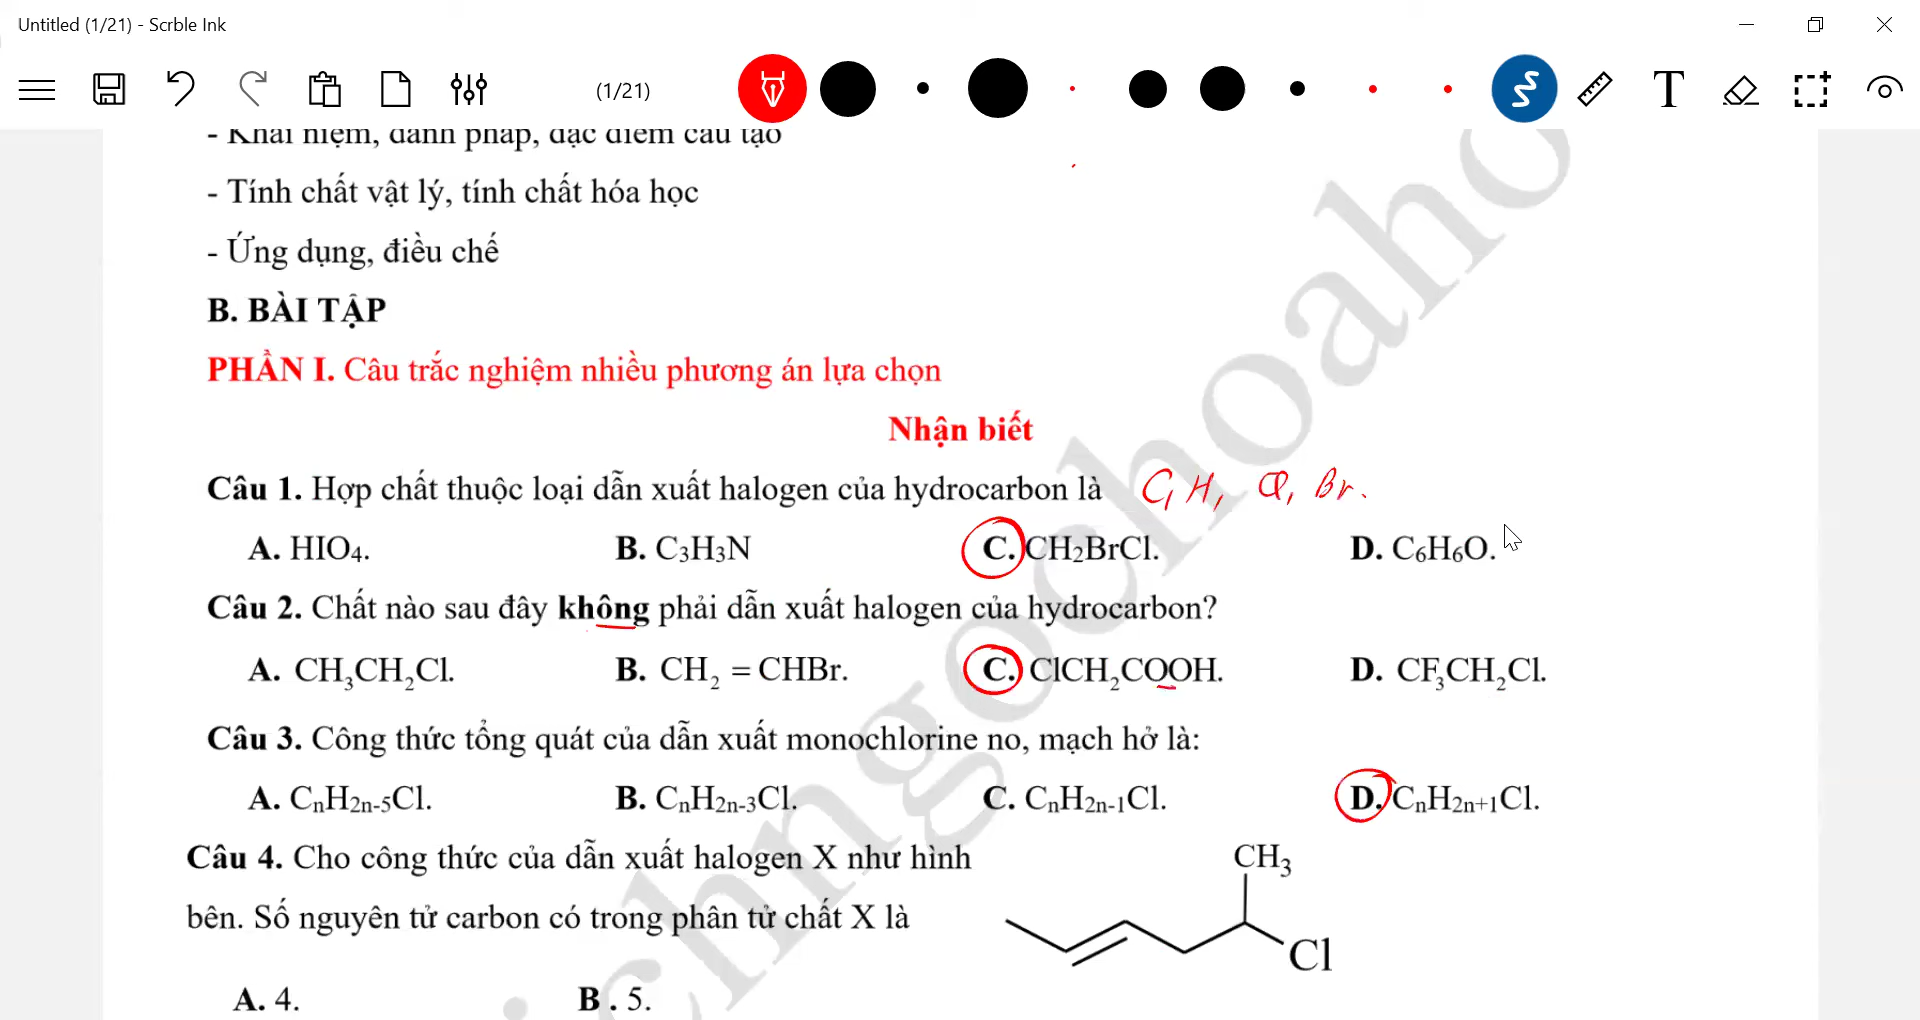 Untitled (1/21) - Scrble Ink
(1/21)
T
- Khái niệm, danh pháp, đặc điểm cấu tạo
- Tính chất vật lý, tính chất hóa học
- Ứng dụng, điều chế
B. BÀI TẬP
PHẦN I. Câu trắc nghiệm nhiều phương án lựa chọn
Nhận biết
Câu 1. Hợp chất thuộc loại dẫn xuất halogen của hydrocarbon là C, H, Cl, Br.
A. HIO₄. B. C₃H₃N C. CH₂BrCl. D. C₆H₆O.
Câu 2. Chất nào sau đây không phải dẫn xuất halogen của hydrocarbon?
A. CH₃CH₂Cl. B. CH₂ = CHBr. C. ClCH₂COOH. D. CF₃CH₂Cl.
Câu 3. Công thức tổng quát của dẫn xuất monochlorine no, mạch hở là:
A. CₙH₂ₙ₋₅Cl. B. CₙH₂ₙ₋₃Cl. C. CₙH₂ₙ₋₁Cl. D. CₙH₂ₙ₊₁Cl.
Câu 4. Cho công thức của dẫn xuất halogen X như hình
bên. Số nguyên tử carbon có trong phân tử chất X là
CH₃
Cl
A. 4. B . 5.
chngochoaho